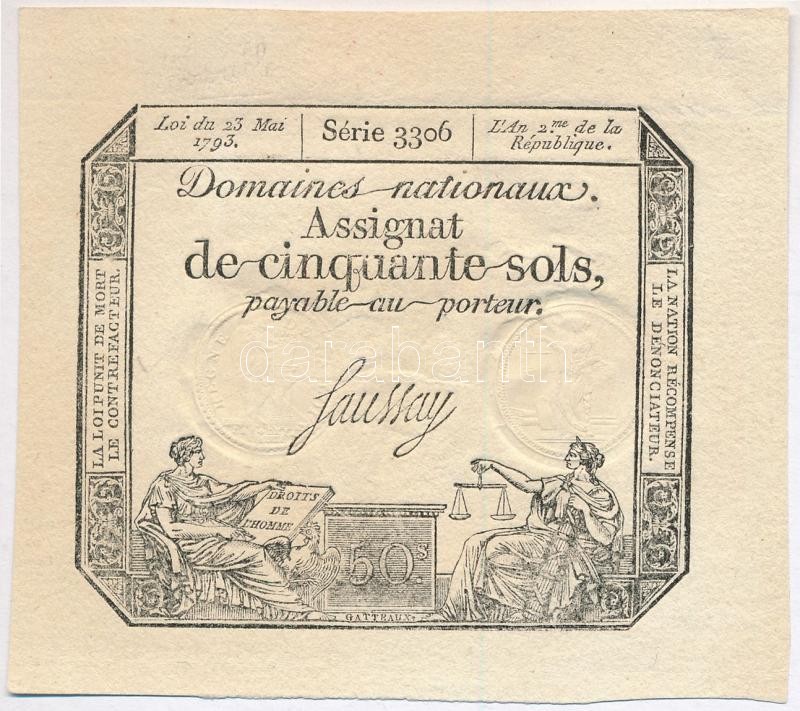 Loi du 23 Mai
1793.
Série 3306
L'An 2.me de la
République.
Domaines nationaux.
Assignat
de cinquante sols,
payable au porteur.
Saussay
LA LOI PUNIT DE MORT
LE CONTREFACTEUR.
LA NATION RÉCOMPENSE
LE DÉNONCIATEUR.
DROITS
DE
L'HOMME
50.s
GATTEAUX.
darabanth